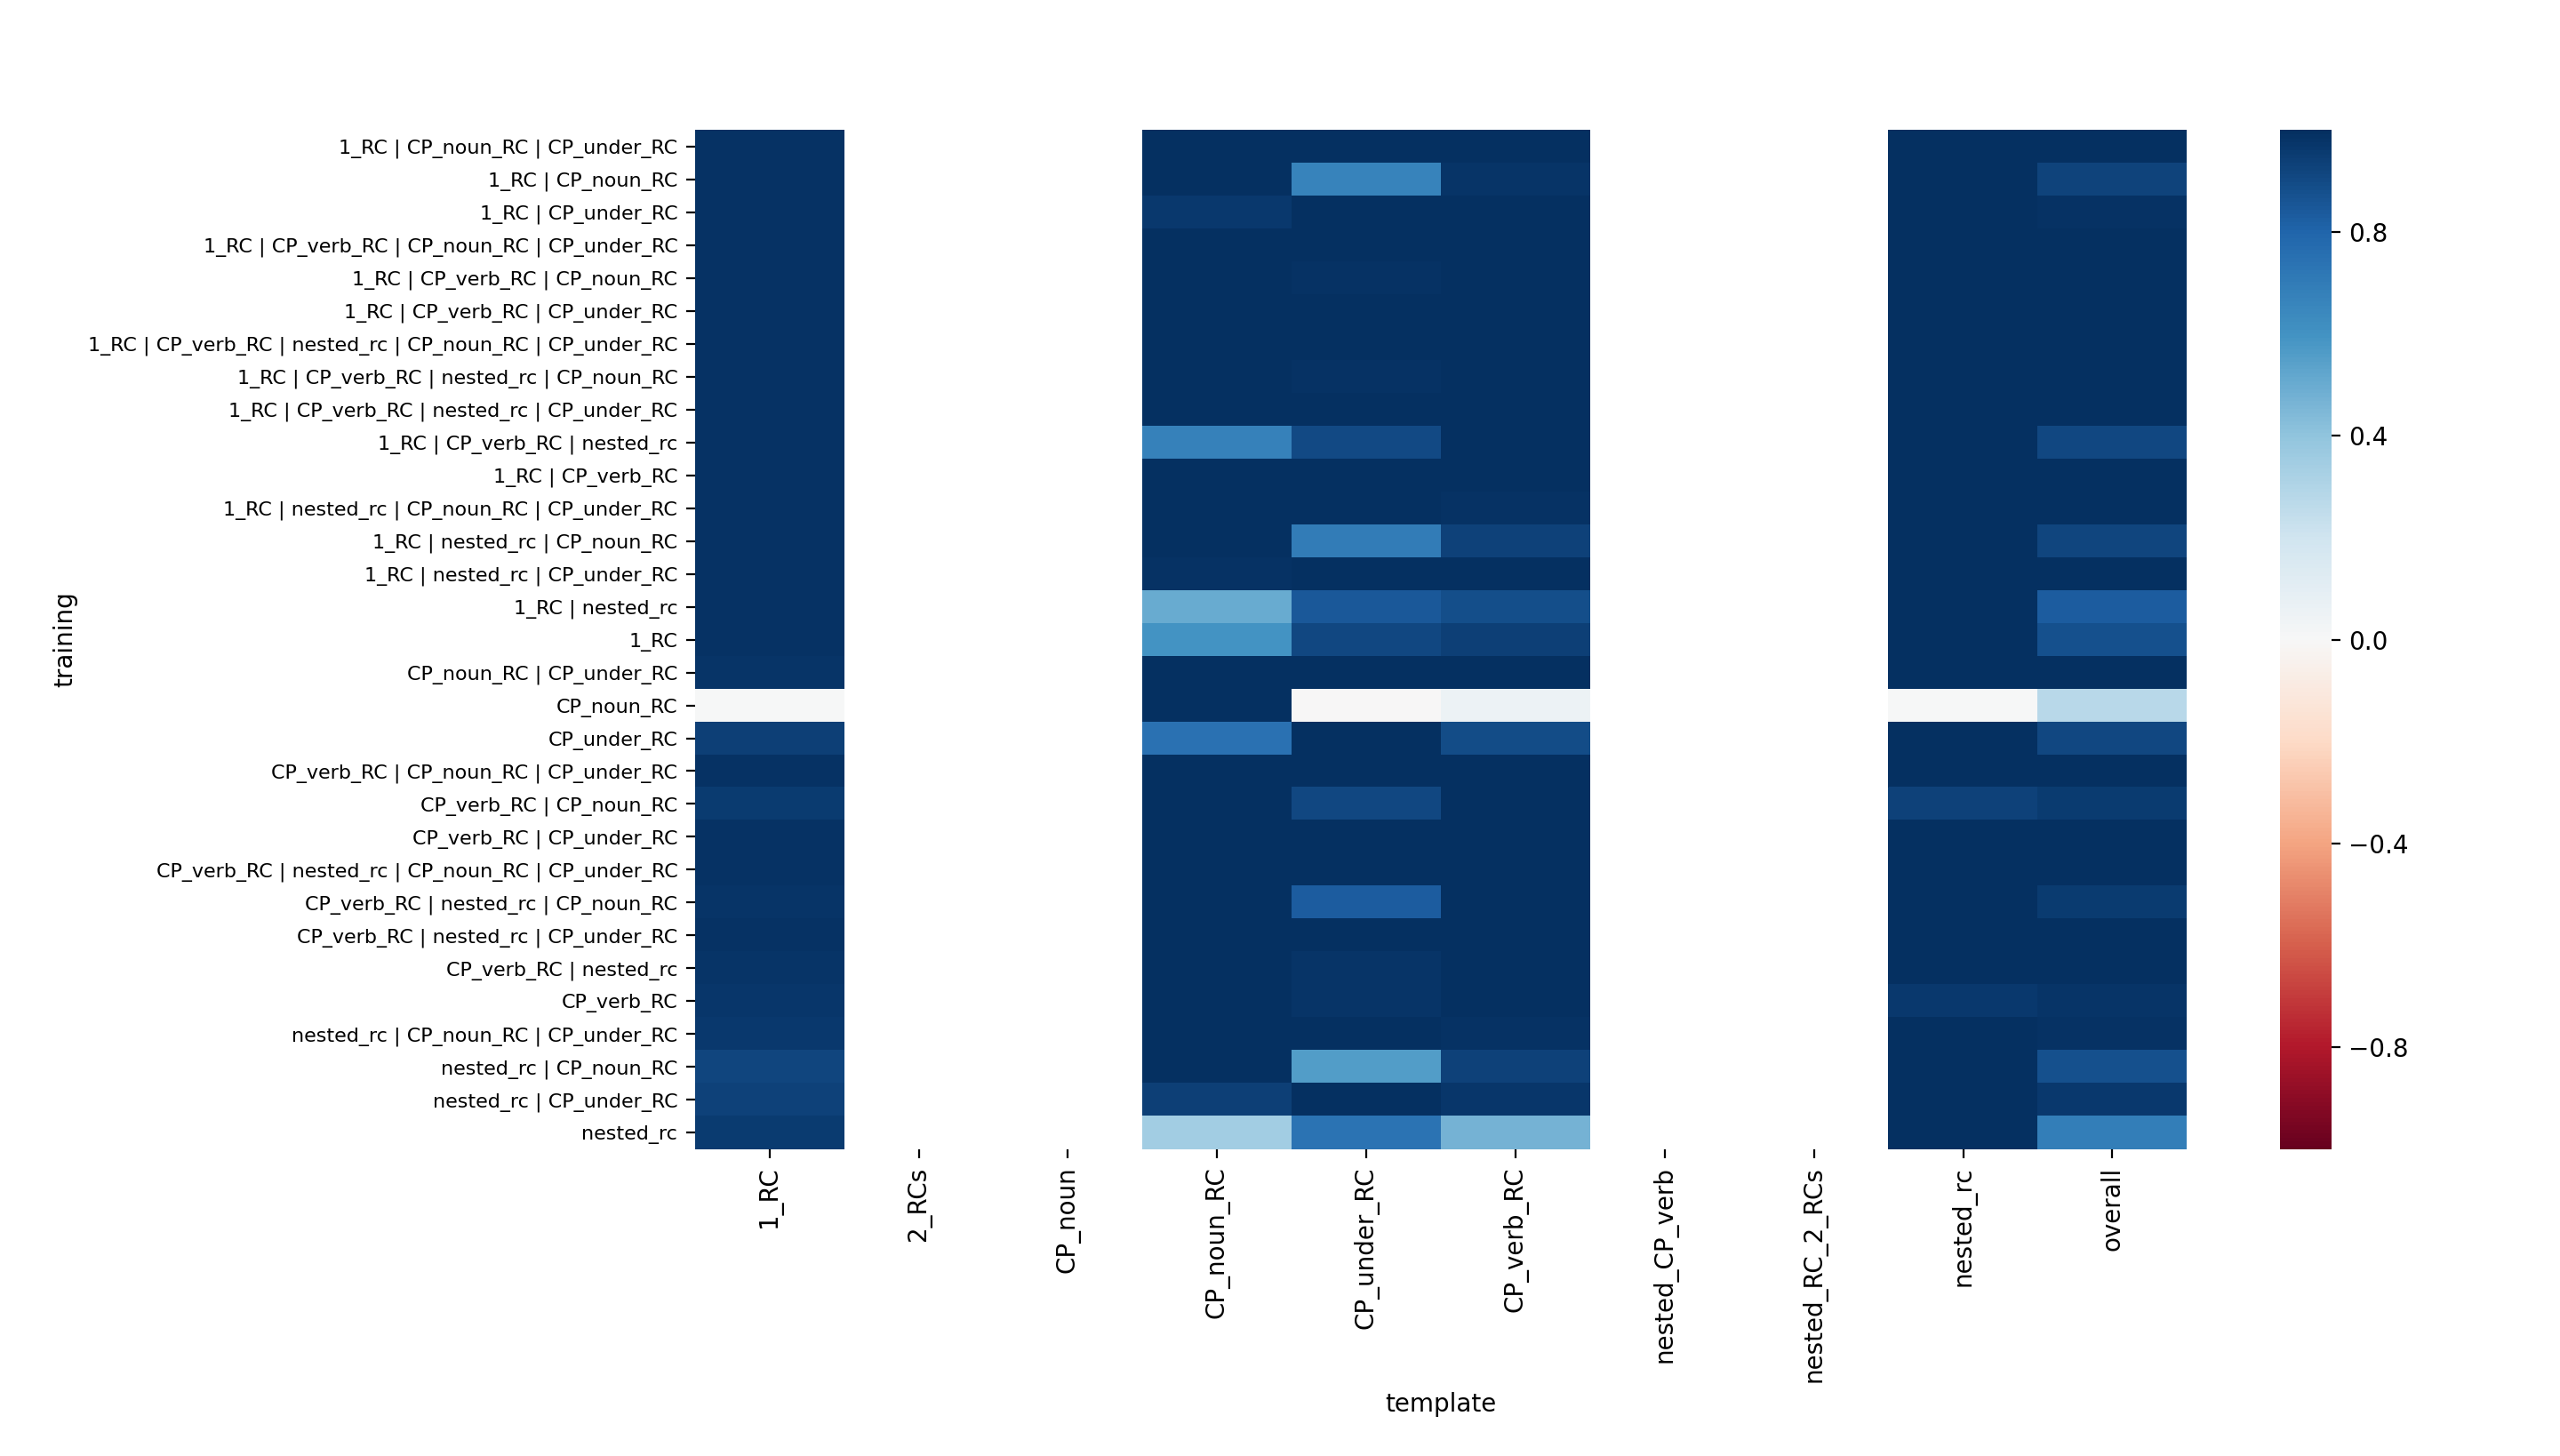 1_RC | CP_noun_RC | CP_under_RC
1_RC | CP_noun_RC
1_RC | CP_under_RC
1_RC | CP_verb_RC | CP_noun_RC | CP_under_RC
1_RC | CP_verb_RC | CP_noun_RC
1_RC | CP_verb_RC | CP_under_RC
1_RC | CP_verb_RC | nested_rc | CP_noun_RC | CP_under_RC
1_RC | CP_verb_RC | nested_rc | CP_noun_RC
1_RC | CP_verb_RC | nested_rc | CP_under_RC
1_RC | CP_verb_RC | nested_rc
1_RC | CP_verb_RC
1_RC | nested_rc | CP_noun_RC | CP_under_RC
1_RC | nested_rc | CP_noun_RC
1_RC | nested_rc | CP_under_RC
1_RC | nested_rc
1_RC
CP_noun_RC | CP_under_RC
CP_noun_RC
CP_under_RC
CP_verb_RC | CP_noun_RC | CP_under_RC
CP_verb_RC | CP_noun_RC
CP_verb_RC | CP_under_RC
CP_verb_RC | nested_rc | CP_noun_RC | CP_under_RC
CP_verb_RC | nested_rc | CP_noun_RC
CP_verb_RC | nested_rc | CP_under_RC
CP_verb_RC | nested_rc
CP_verb_RC
nested_rc | CP_noun_RC | CP_under_RC
nested_rc | CP_noun_RC
nested_rc | CP_under_RC
nested_rc
training
1_RC
2_RCs
CP_noun
CP_noun_RC
CP_under_RC
CP_verb_RC
nested_CP_verb
nested_RC_2_RCs
nested_rc
overall
template
0.8
0.4
0.0
−0.4
−0.8